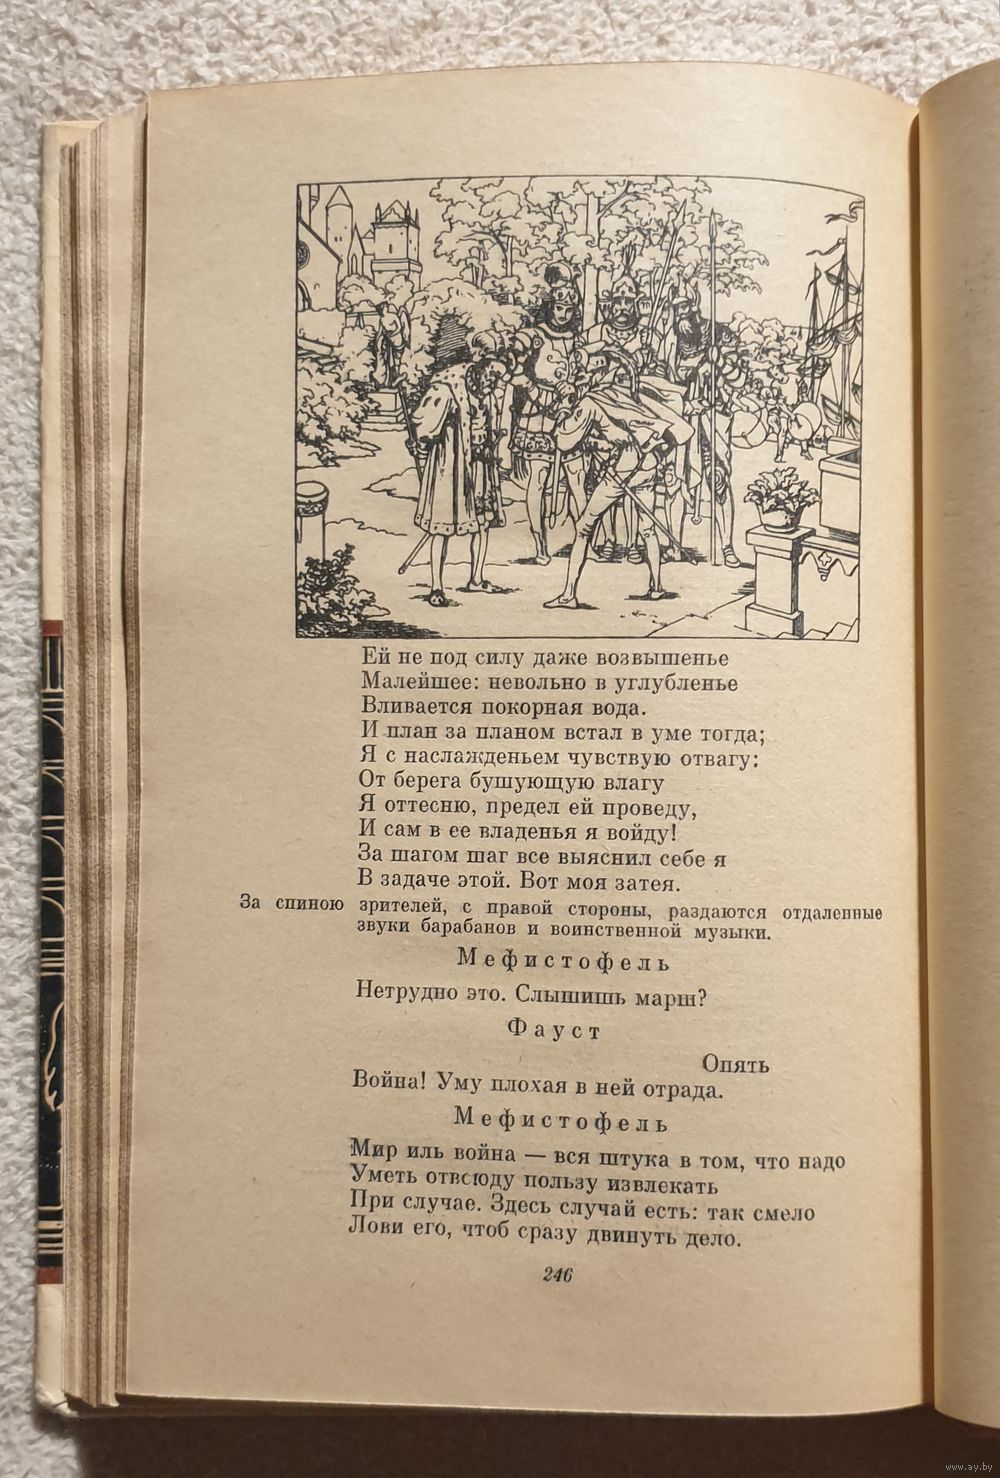 Ей не под силу даже возвышенье
Малейшее: невольно в углубленье
Вливается покорная вода.
И план за планом встал в уме тогда;
Я с наслажденьем чувствую отвагу:
От берега бушующую влагу
Я оттесню, предел ей проведу,
И сам в ее владенья я войду!
За шагом шаг все выяснил себе я
В задаче этой. Вот моя затея.
За спиною зрителей, с правой стороны, раздаются отдаленные
звуки барабанов и воинственной музыки.
Мефистофель
Нетрудно это. Слышишь марш?
Фауст
Опять
Война! Уму плохая в ней отрада.
Мефистофель
Мир иль война — вся штука в том, что надо
Уметь отвсюду пользу извлекать
При случае. Здесь случай есть: так смело
Лови его, чтоб сразу двинуть дело.
246
www.ay.by